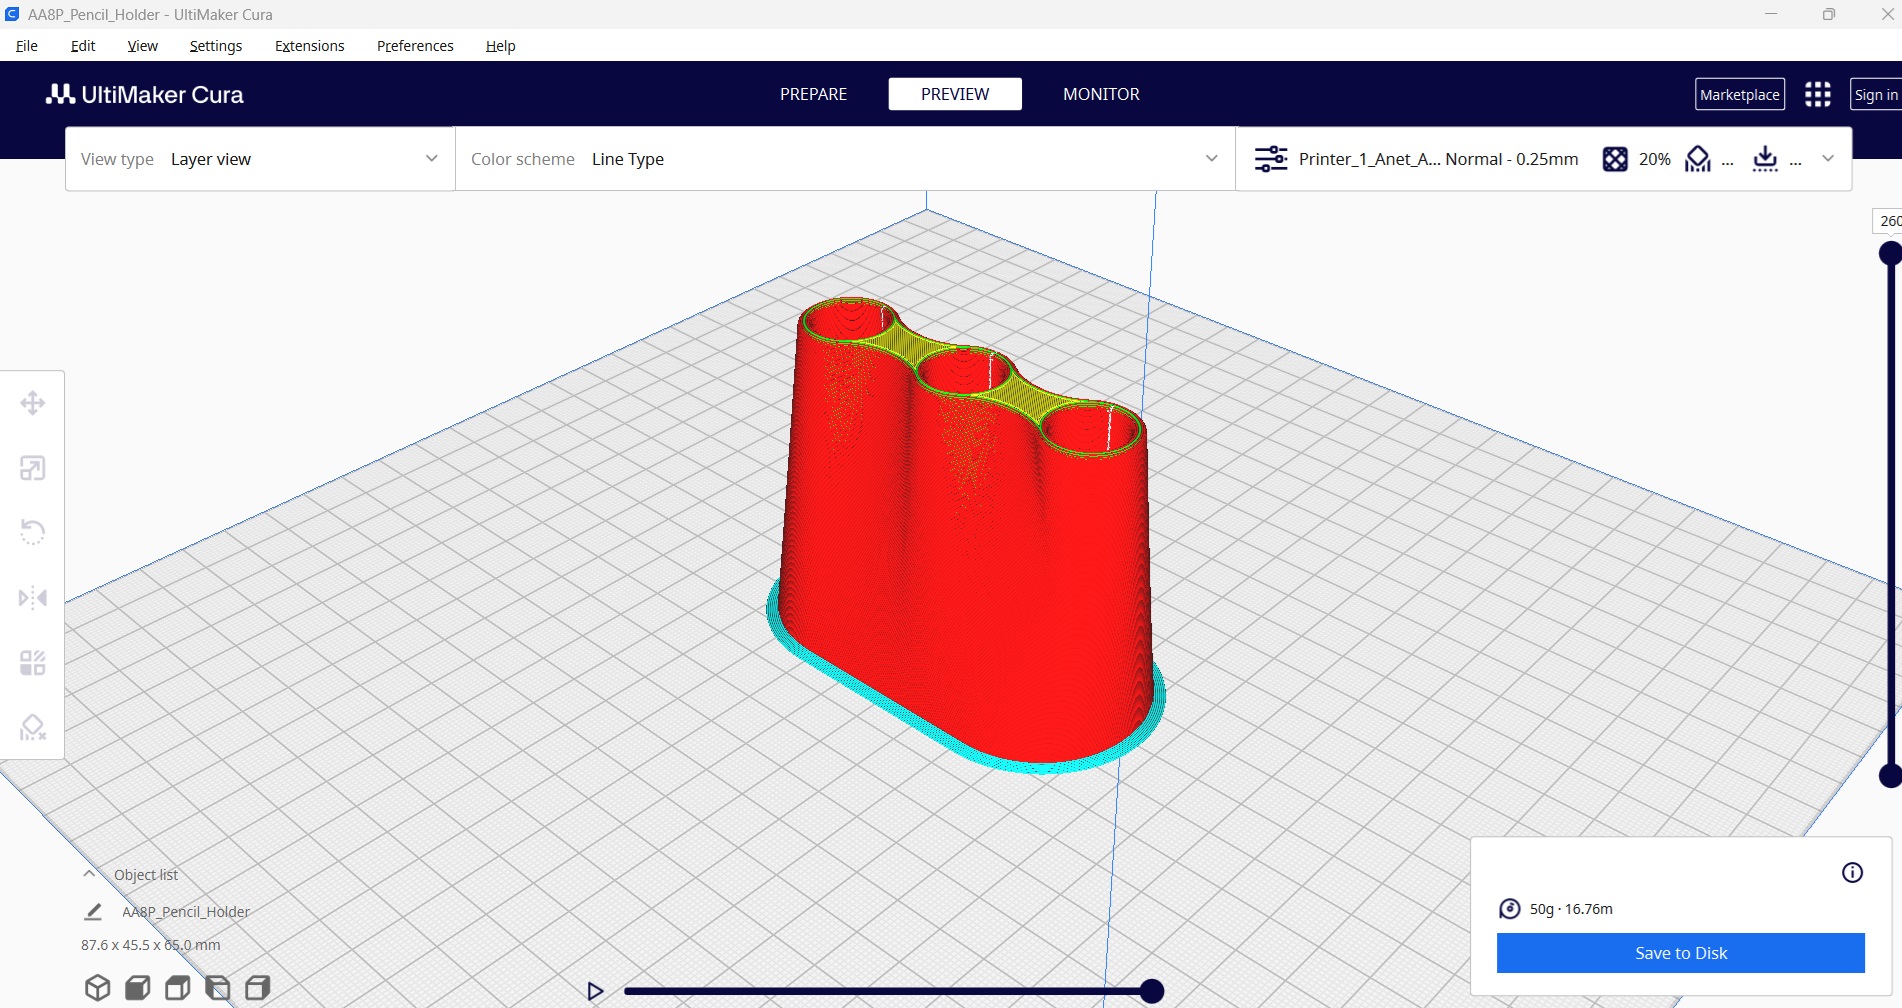 AA8P_Pencil_Holder - UltiMaker Cura
File Edit View Settings Extensions Preferences Help
UltiMaker Cura PREPARE PREVIEW MONITOR Marketplace Sign in
View type Layer view Color scheme Line Type Printer_1_Anet_A... Normal - 0.25mm 20% ... ...
260
Object list
AA8P_Pencil_Holder
87.6 x 45.5 x 65.0 mm
50g · 16.76m
Save to Disk